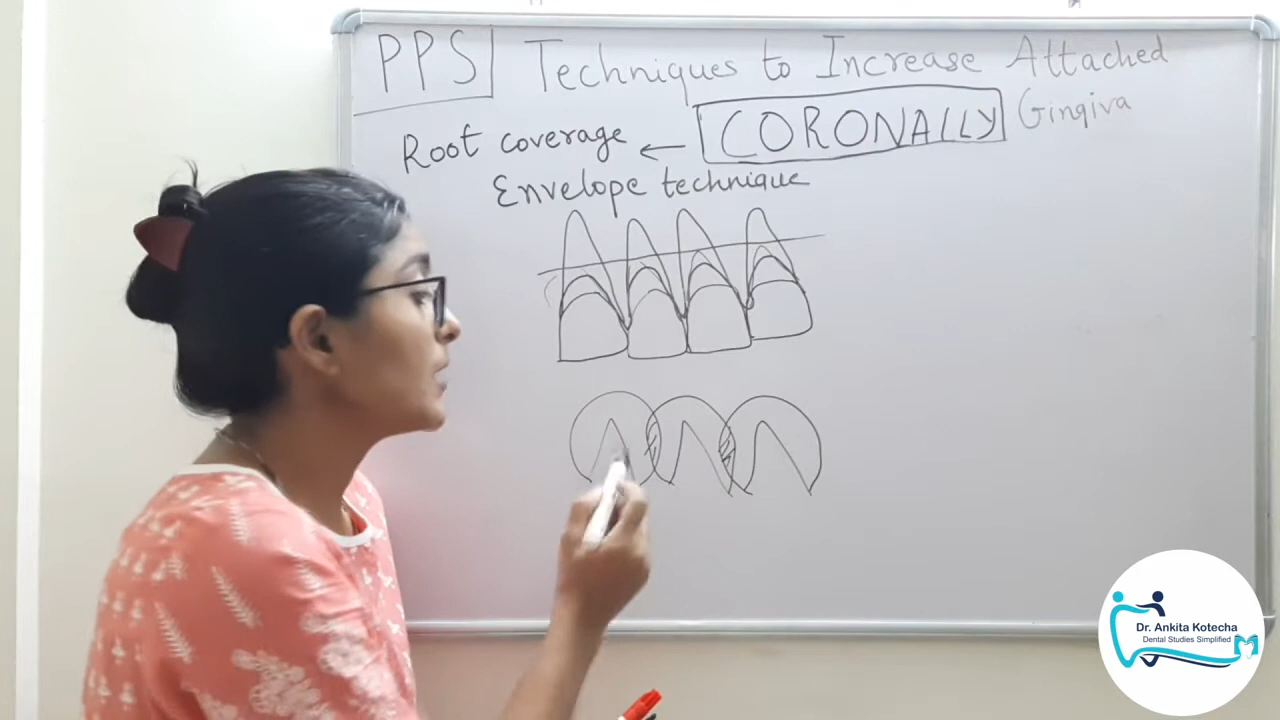 PPS Techniques to Increase Attached
CORONALLY Gingiva
Root coverage ←
Envelope technique
Dr. Ankita Kotecha
Dental Studies Simplified